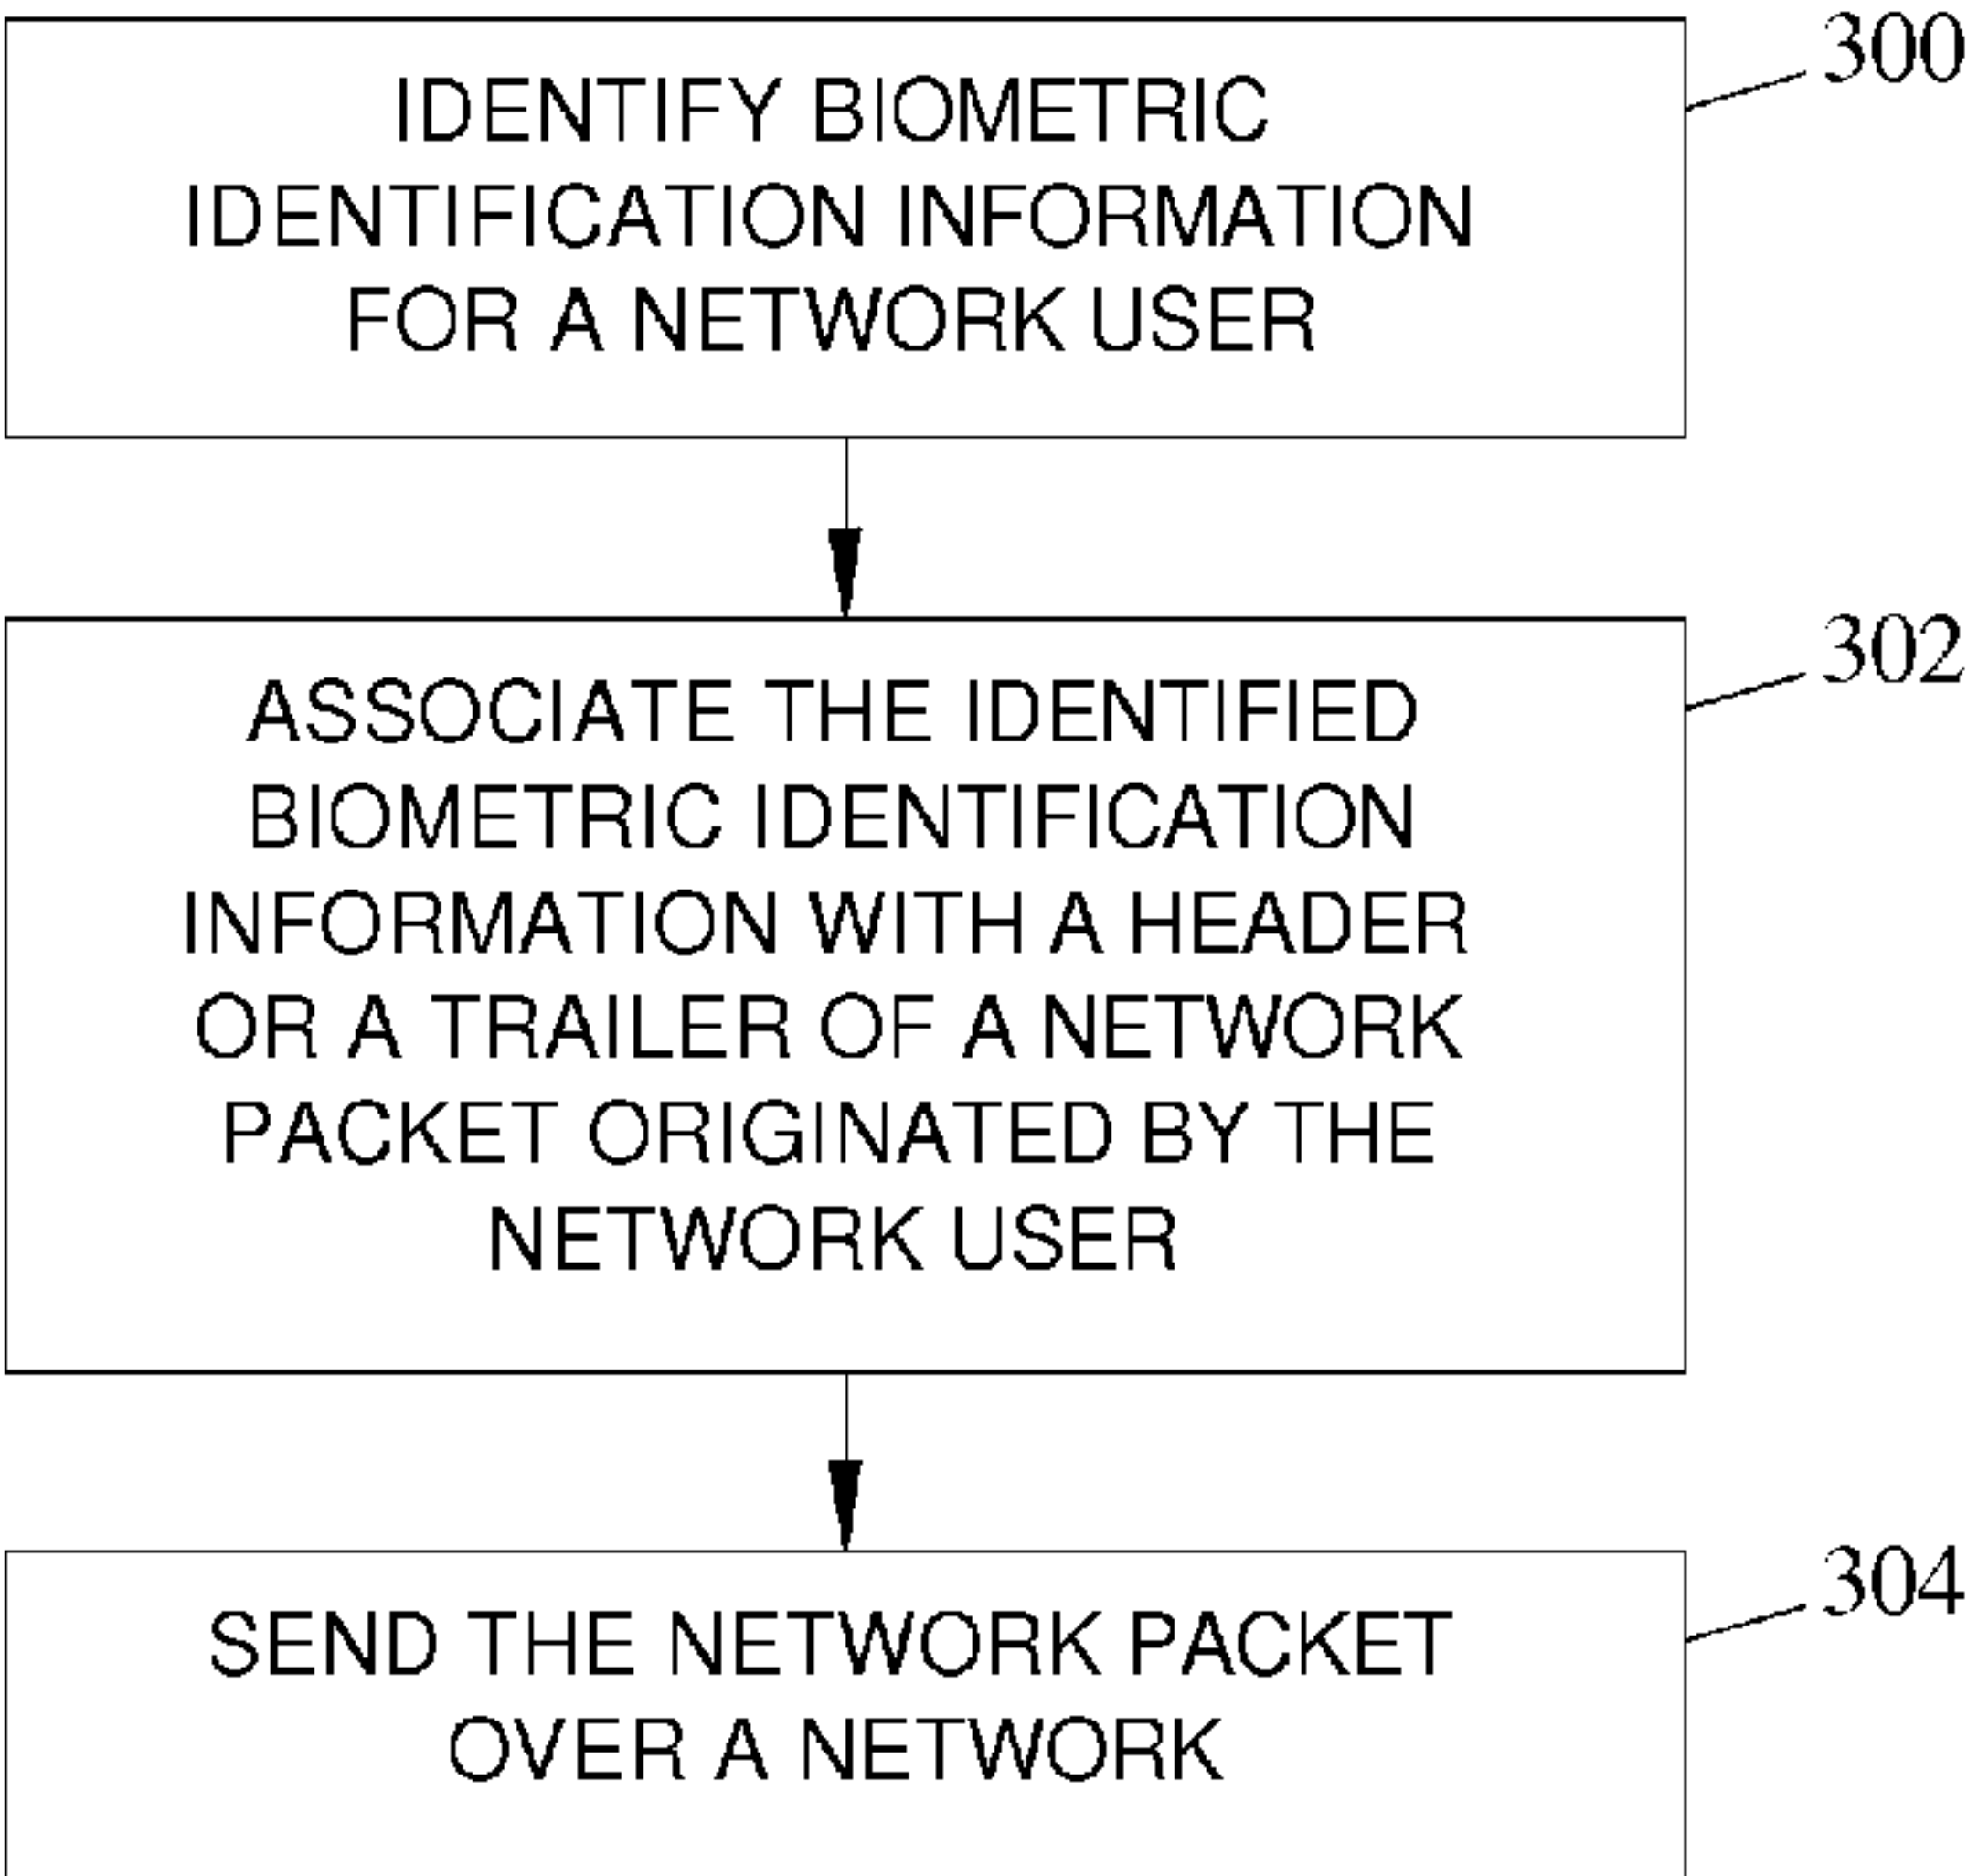 300
IDENTIFY BIOMETRIC
IDENTIFICATION INFORMATION
FOR A NETWORK USER
302
ASSOCIATE THE IDENTIFIED
BIOMETRIC IDENTIFICATION
INFORMATION WITH A HEADER
OR A TRAILER OF A NETWORK
PACKET ORIGINATED BY THE
NETWORK USER
304
SEND THE NETWORK PACKET
OVER A NETWORK